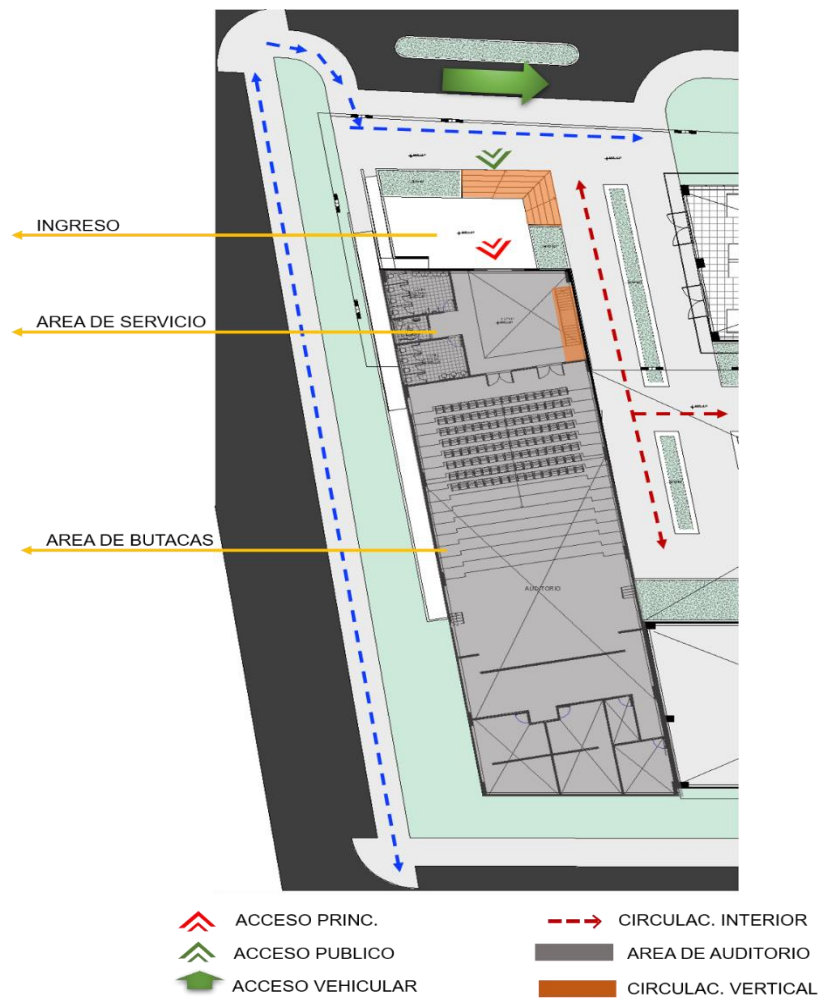 INGRESO
AREA DE SERVICIO
AREA DE BUTACAS
AUDITORIO
ACCESO PRINC.
ACCESO PUBLICO
ACCESO VEHICULAR
CIRCULAC. INTERIOR
AREA DE AUDITORIO
CIRCULAC. VERTICAL